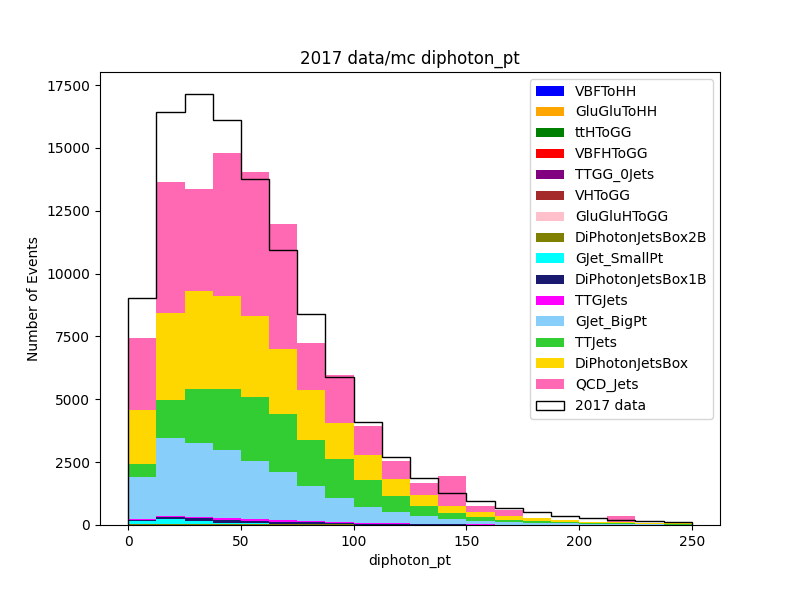 2017 data/mc diphoton_pt
Number of Events
17500
15000
12500
10000
7500
5000
2500
0
0
50
100
150
200
250
diphoton_pt
VBFToHH
GluGluToHH
ttHToGG
VBFHToGG
TTGG_0Jets
VHToGG
GluGluHToGG
DiPhotonJetsBox2B
GJet_SmallPt
DiPhotonJetsBox1B
TTGJets
GJet_BigPt
TTJets
DiPhotonJetsBox
QCD_Jets
2017 data